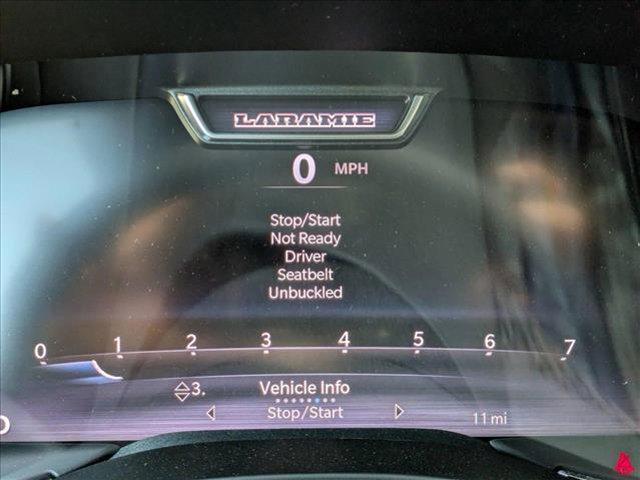 LARAMIE
0 MPH
Stop/Start
Not Ready
Driver
Seatbelt
Unbuckled
0 1 2 3 4 5 6 7
3. Vehicle Info
Stop/Start
11 mi